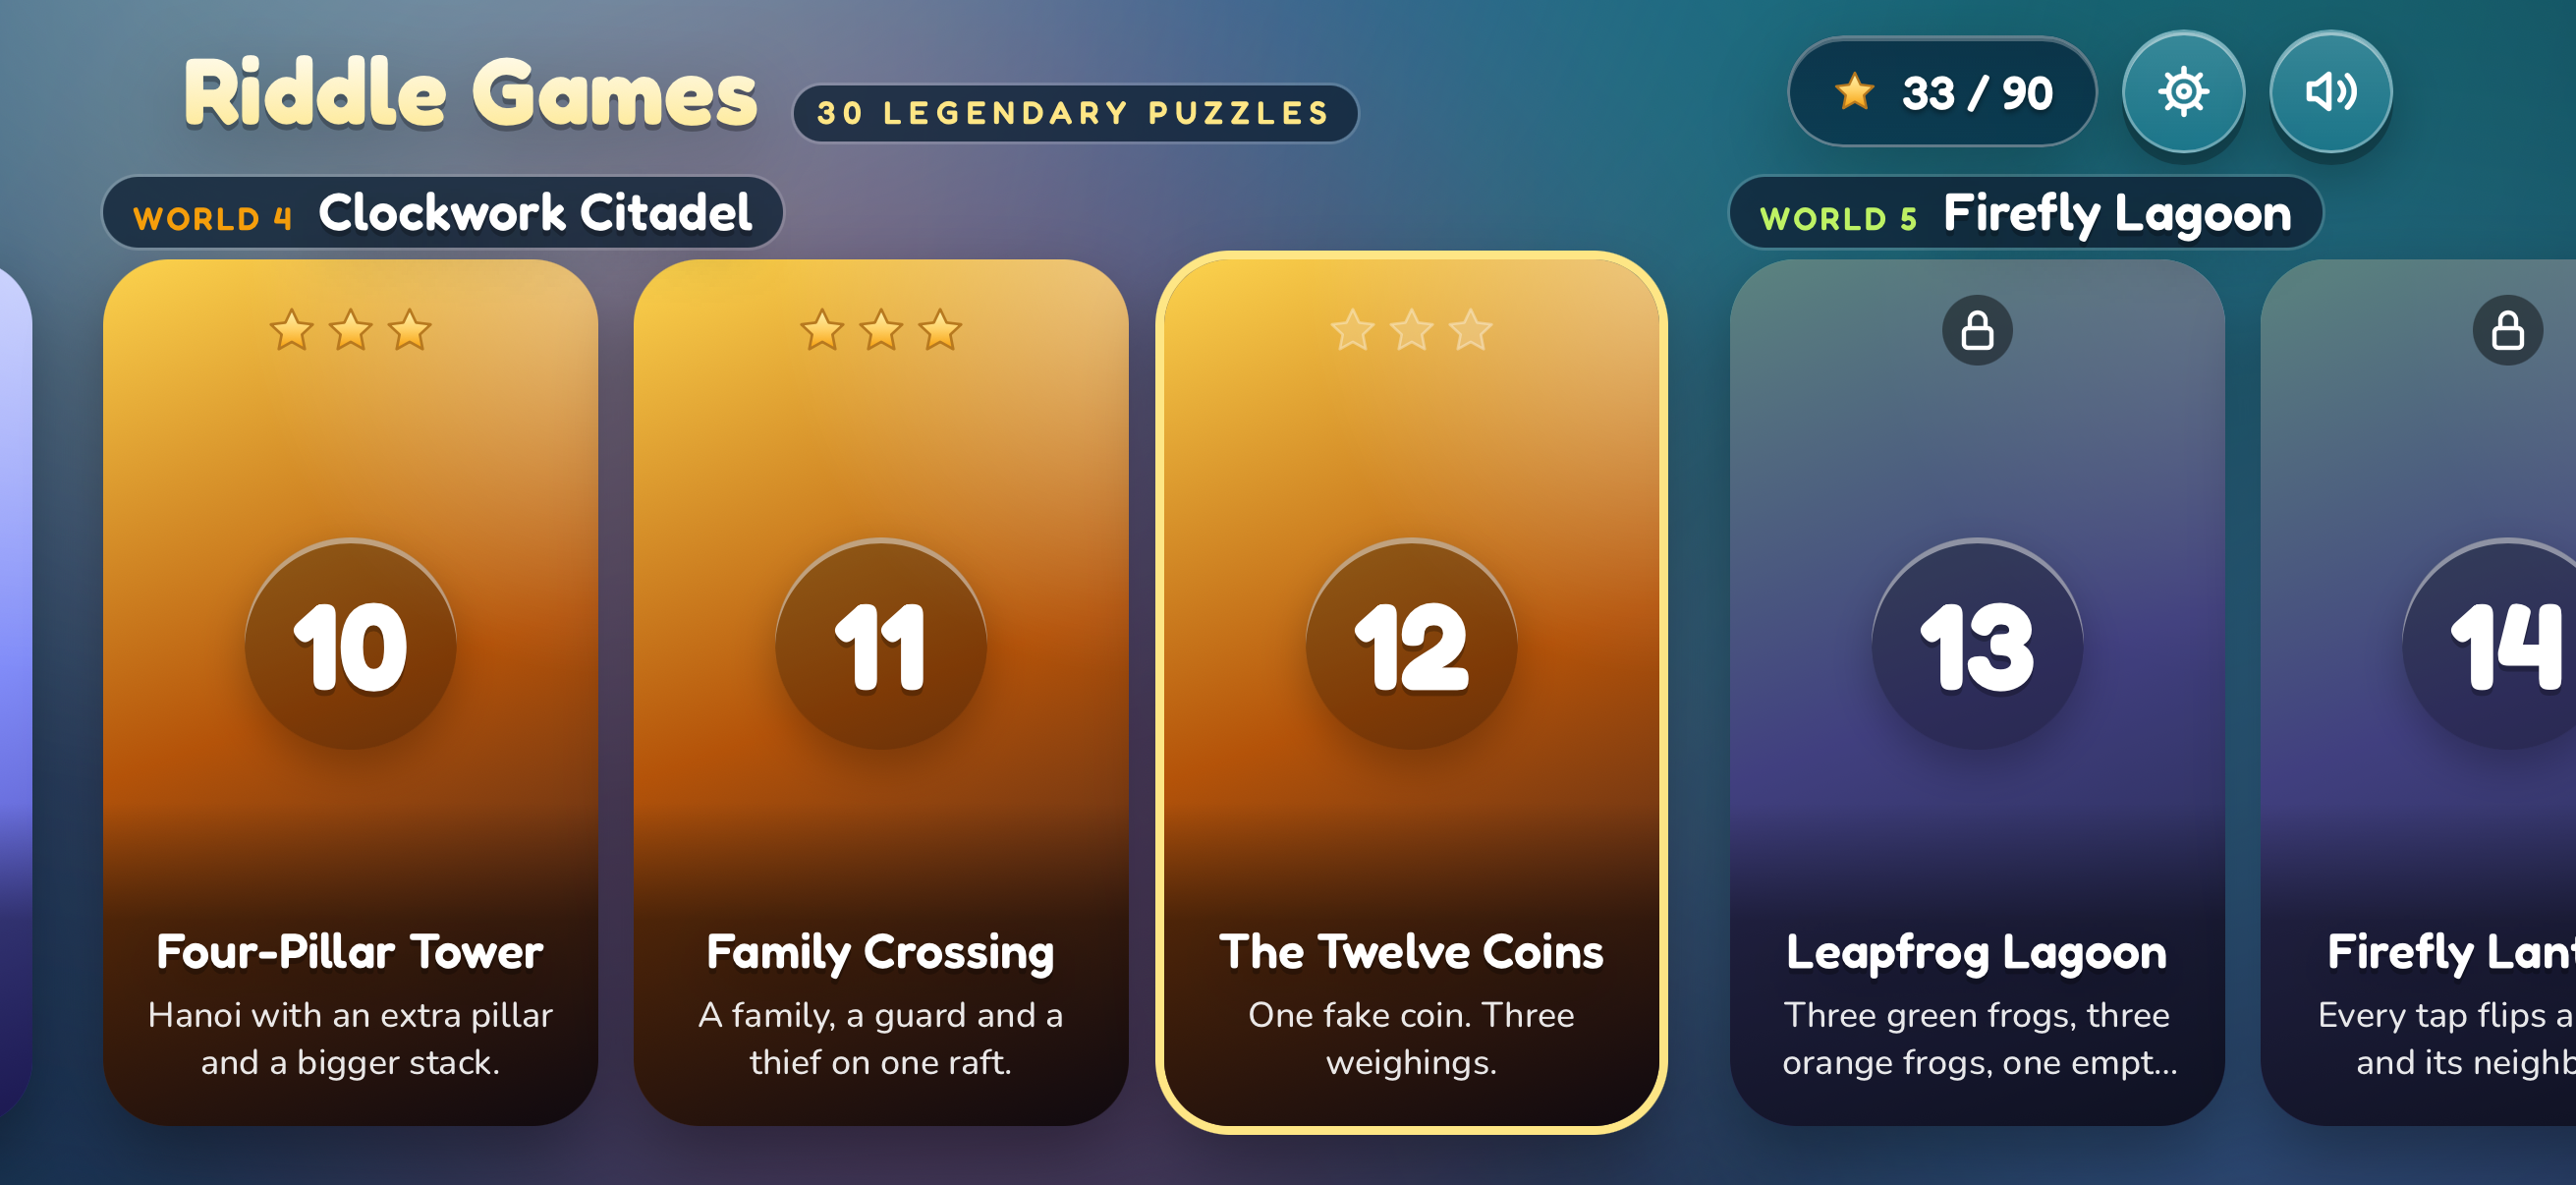 Riddle Games
30 LEGENDARY PUZZLES
33 / 90
WORLD 4 Clockwork Citadel
WORLD 5 Firefly Lagoon
10
Four-Pillar Tower
Hanoi with an extra pillar
and a bigger stack.
11
Family Crossing
A family, a guard and a
thief on one raft.
12
The Twelve Coins
One fake coin. Three
weighings.
13
Leapfrog Lagoon
Three green frogs, three
orange frogs, one empt...
14
Firefly
Every tap flips
and its